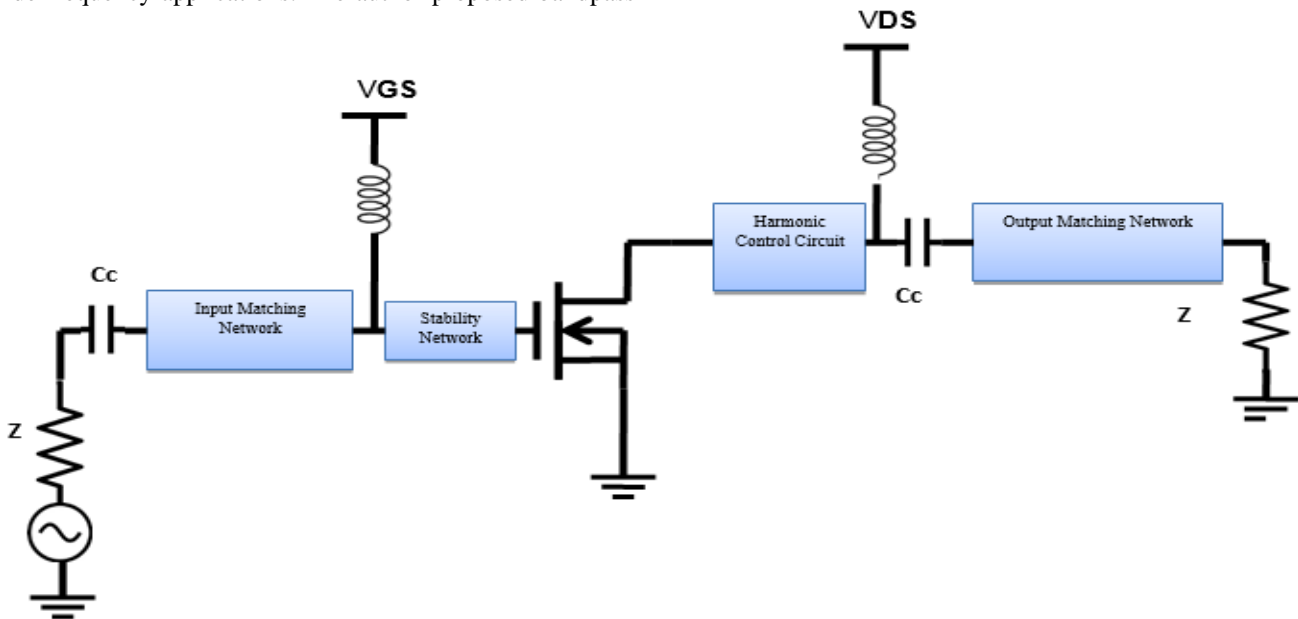 VDS
VGS
Harmonic
Control Circuit
Output Matching Network
Cc
Cc
Input Matching
Network
Stability
Network
Z
Z